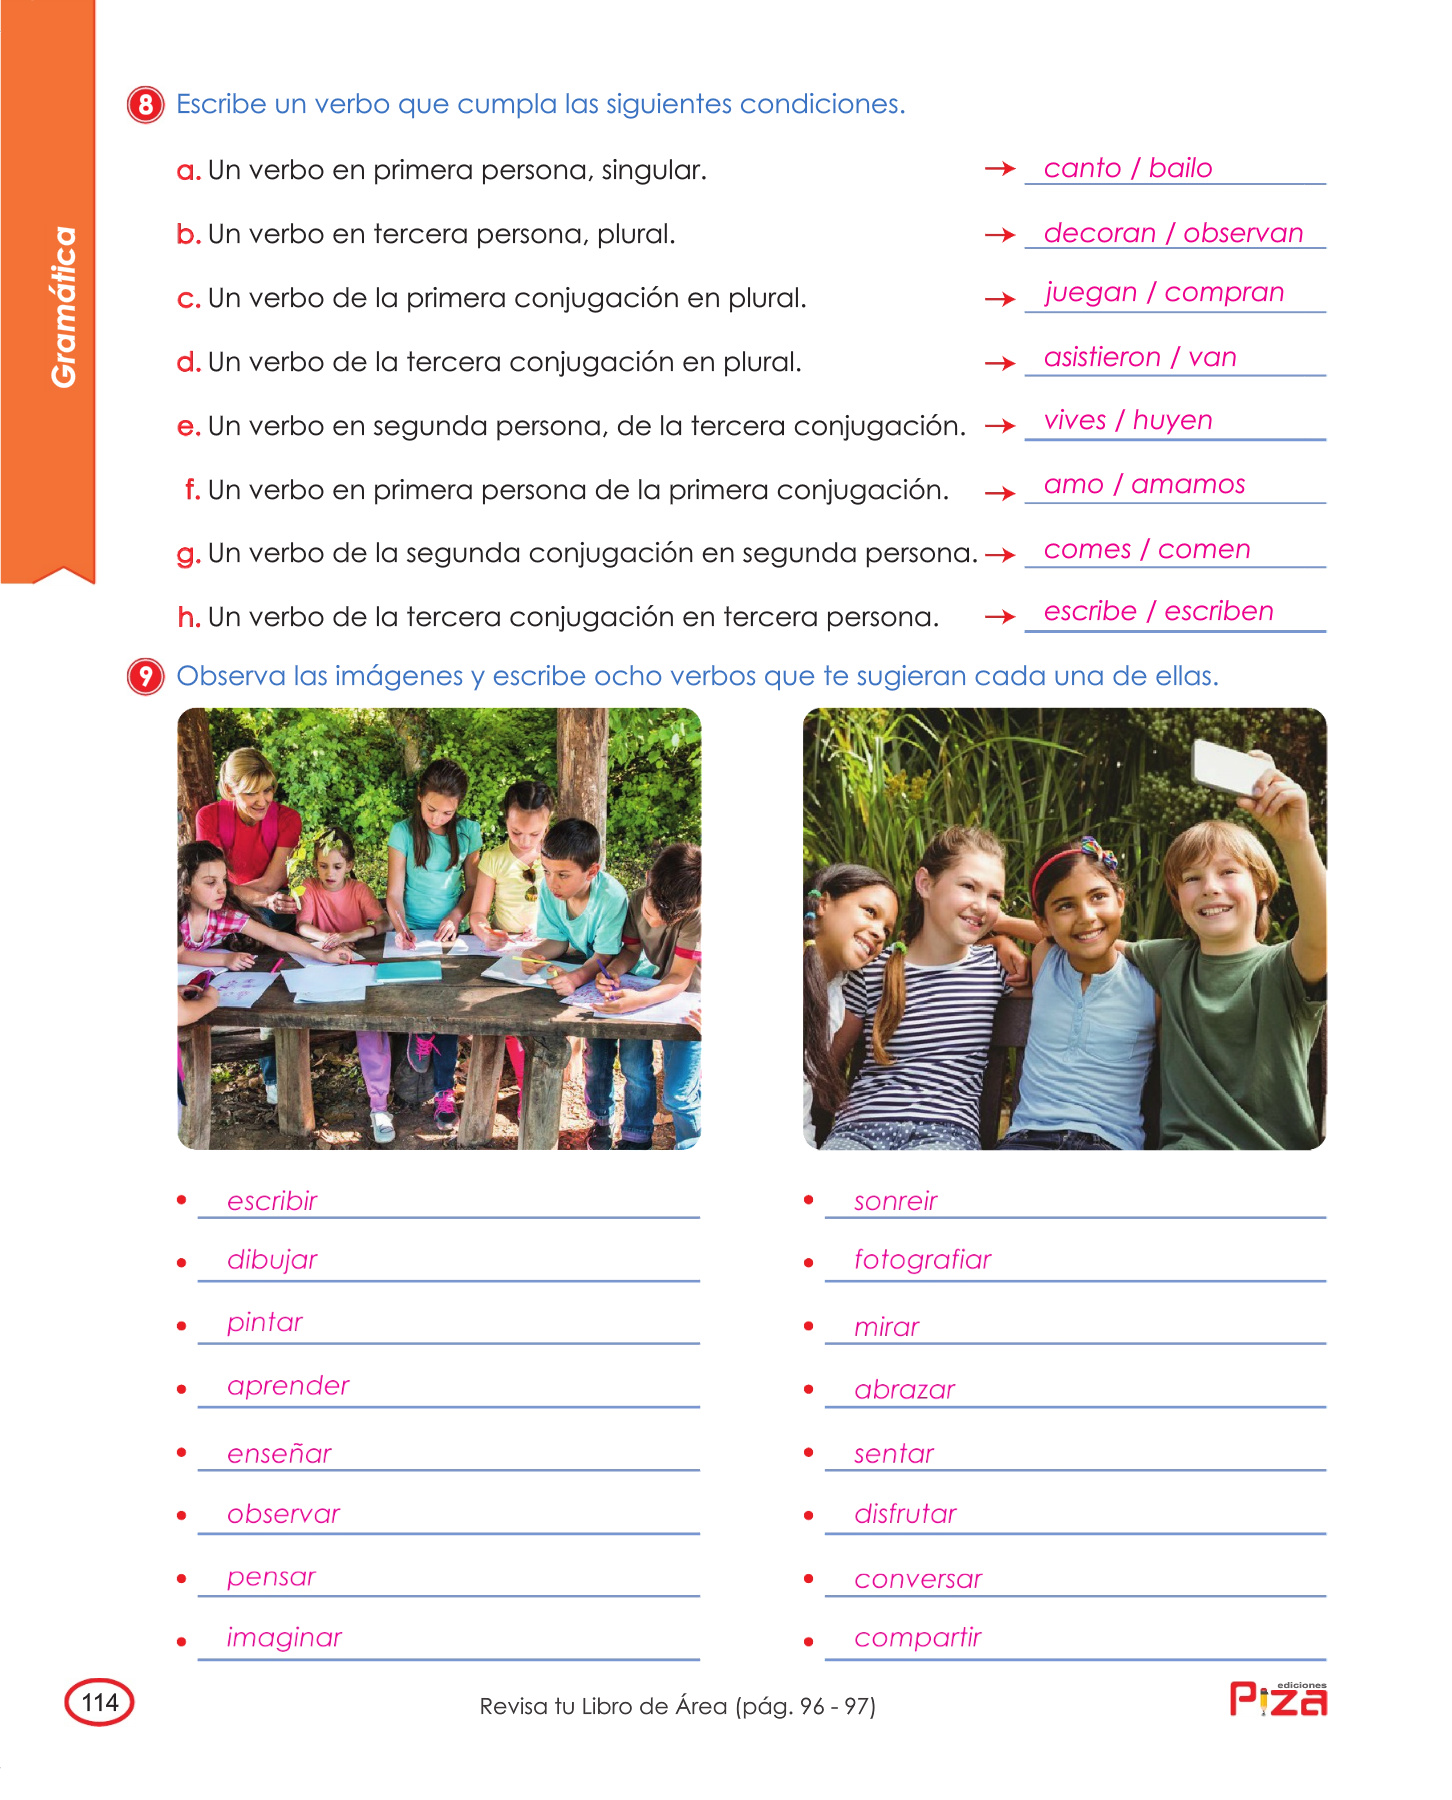 Gramática
8 Escribe un verbo que cumpla las siguientes condiciones.
a. Un verbo en primera persona, singular. → canto / bailo
b. Un verbo en tercera persona, plural. → decoran / observan
c. Un verbo de la primera conjugación en plural. → juegan / compran
d. Un verbo de la tercera conjugación en plural. → asistieron / van
e. Un verbo en segunda persona, de la tercera conjugación. → vives / huyen
f. Un verbo en primera persona de la primera conjugación. → amo / amamos
g. Un verbo de la segunda conjugación en segunda persona. → comes / comen
h. Un verbo de la tercera conjugación en tercera persona. → escribe / escriben
9 Observa las imágenes y escribe ocho verbos que te sugieran cada una de ellas.
• escribir
• dibujar
• pintar
• aprender
• enseñar
• observar
• pensar
• imaginar
• sonreir
• fotografiar
• mirar
• abrazar
• sentar
• disfrutar
• conversar
• compartir
114
Revisa tu Libro de Área (pág. 96 - 97)
ediciones
Piza